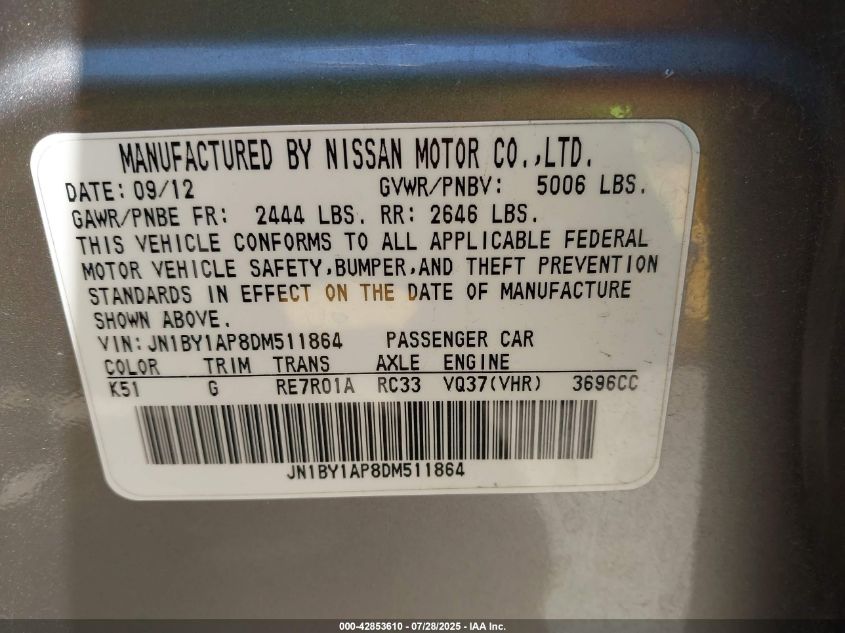 MANUFACTURED BY NISSAN MOTOR CO.,LTD.
DATE: 09/12 GVWR/PNBV: 5006 LBS.
GAWR/PNBE FR: 2444 LBS. RR: 2646 LBS.
THIS VEHICLE CONFORMS TO ALL APPLICABLE FEDERAL
MOTOR VEHICLE SAFETY,BUMPER,AND THEFT PREVENTION
STANDARDS IN EFFECT ON THE DATE OF MANUFACTURE
SHOWN ABOVE.
VIN:JN1BY1AP8DM511864 PASSENGER CAR
COLOR TRIM TRANS AXLE ENGINE
K51 G RE7R01A RC33 VQ37(VHR) 3696CC
JN1BY1AP8DM511864
000-42853610 / 07/28/2025 - IAA Inc.